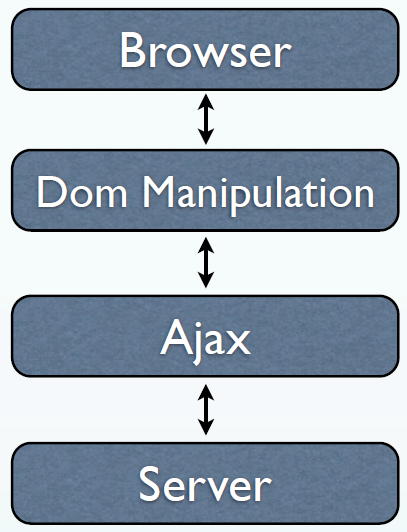 Browser
Dom Manipulation
Ajax
Server